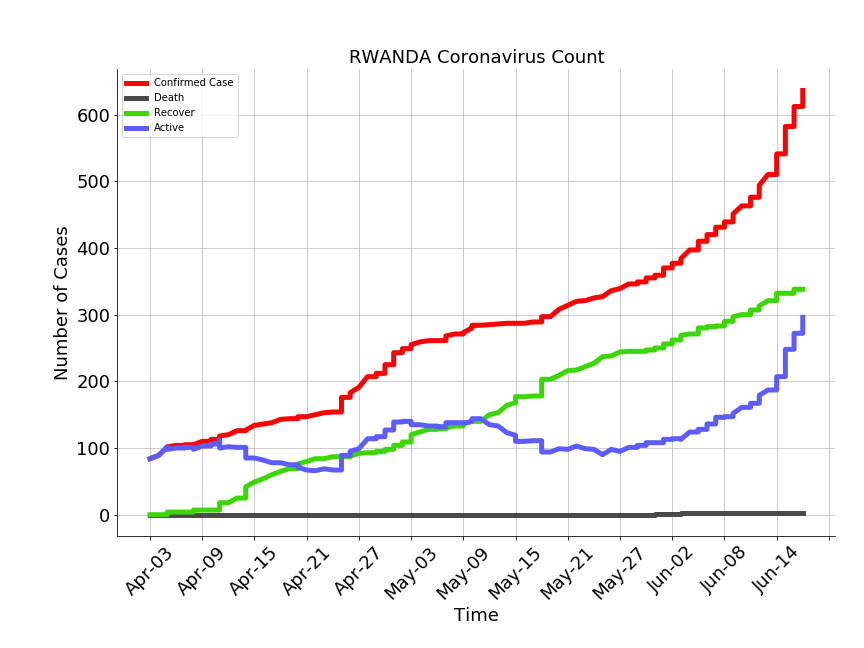 RWANDA Coronavirus Count
Confirmed Case
Death
Recover
Active
600
500
400
300
200
100
0
Number of Cases
Apr-03 Apr-09 Apr-15 Apr-21 Apr-27 May-03 May-09 May-15 May-21 May-27 Jun-02 Jun-08 Jun-14
Time